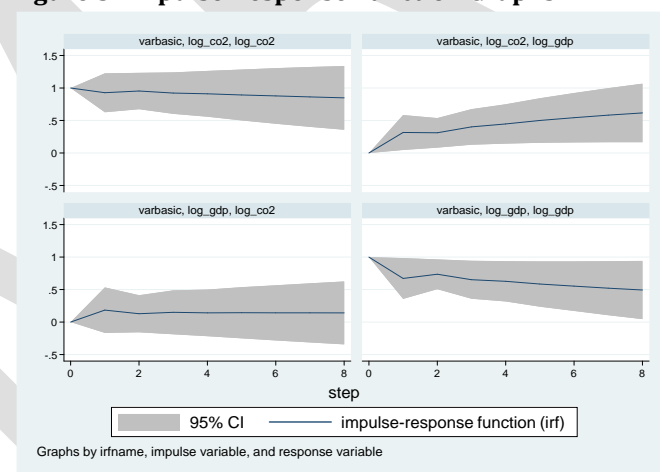 varbasic, log_co2, log_co2
varbasic, log_co2, log_gdp
1.5
1
.5
0
-.5
varbasic, log_gdp, log_co2
varbasic, log_gdp, log_gdp
1.5
1
.5
0
-.5
0 2 4 6 8
0 2 4 6 8
step
95% CI
impulse-response function (irf)
Graphs by irfname, impulse variable, and response variable